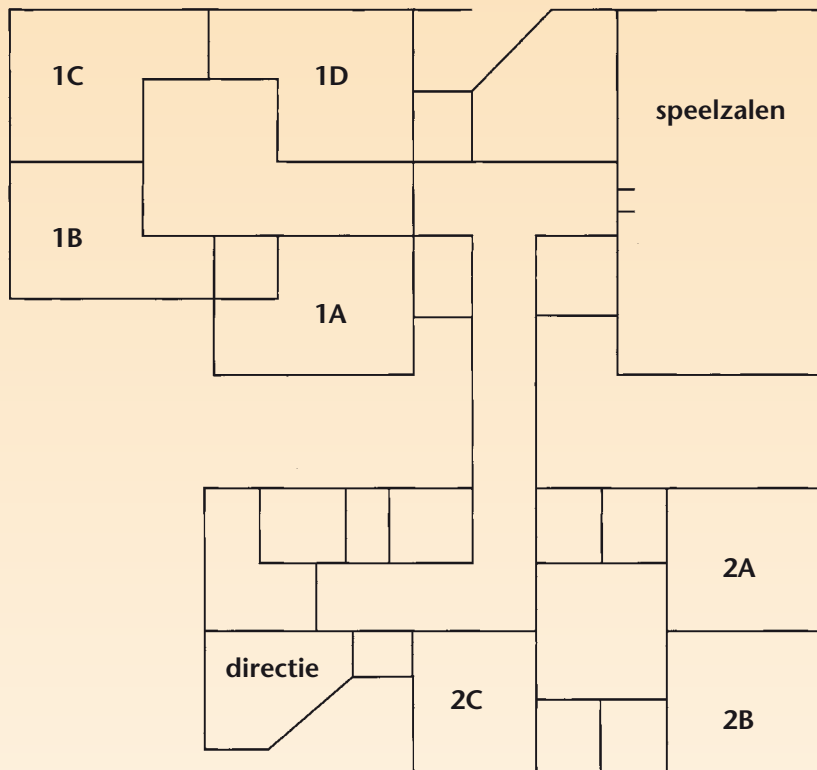 1C
1D
speelzalen
1B
1A
2A
directie
2C
2B